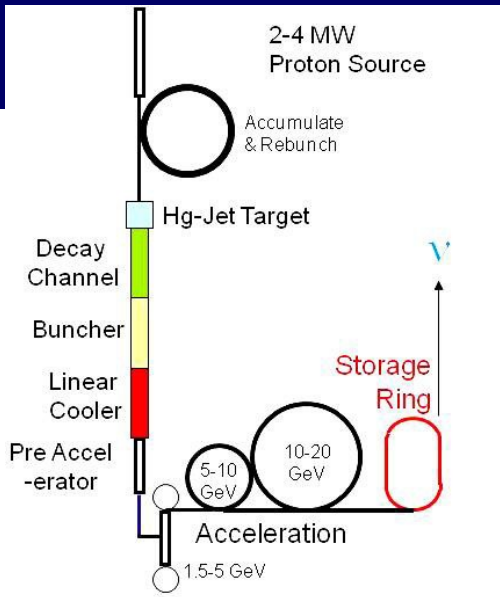 2-4 MW
Proton Source
Accumulate
& Rebunch
Hg-Jet Target
Decay
Channel
Buncher
Linear
Cooler
Pre Accel
-erator
ν
Storage
Ring
10-20
GeV
5-10
GeV
Acceleration
1.5-5 GeV